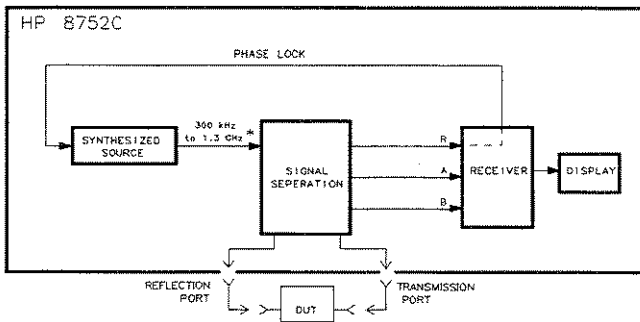 HP 8752C
PHASE LOCK
300 kHz
to 1.3 GHz *
SYNTHESIZED
SOURCE
SIGNAL
SEPERATION
R
A
B
RECEIVER
DISPLAY
REFLECTION
PORT
TRANSMISSION
PORT
DUT